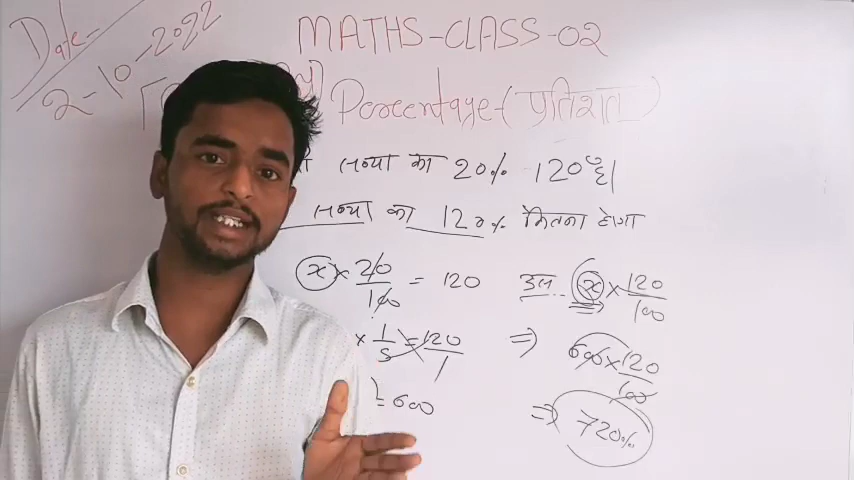 Date=
2-10-2022
MATHS-CLASS-02
Percentage-(प्रतिशत)
संख्या का 20% 120 है।
संख्या का 120% कितना होगा
x × 20/100 = 120
× 1/5 = 120/1
= 600
हल.. x × 120/100
⇒ 600 × 120/100
⇒ 720%